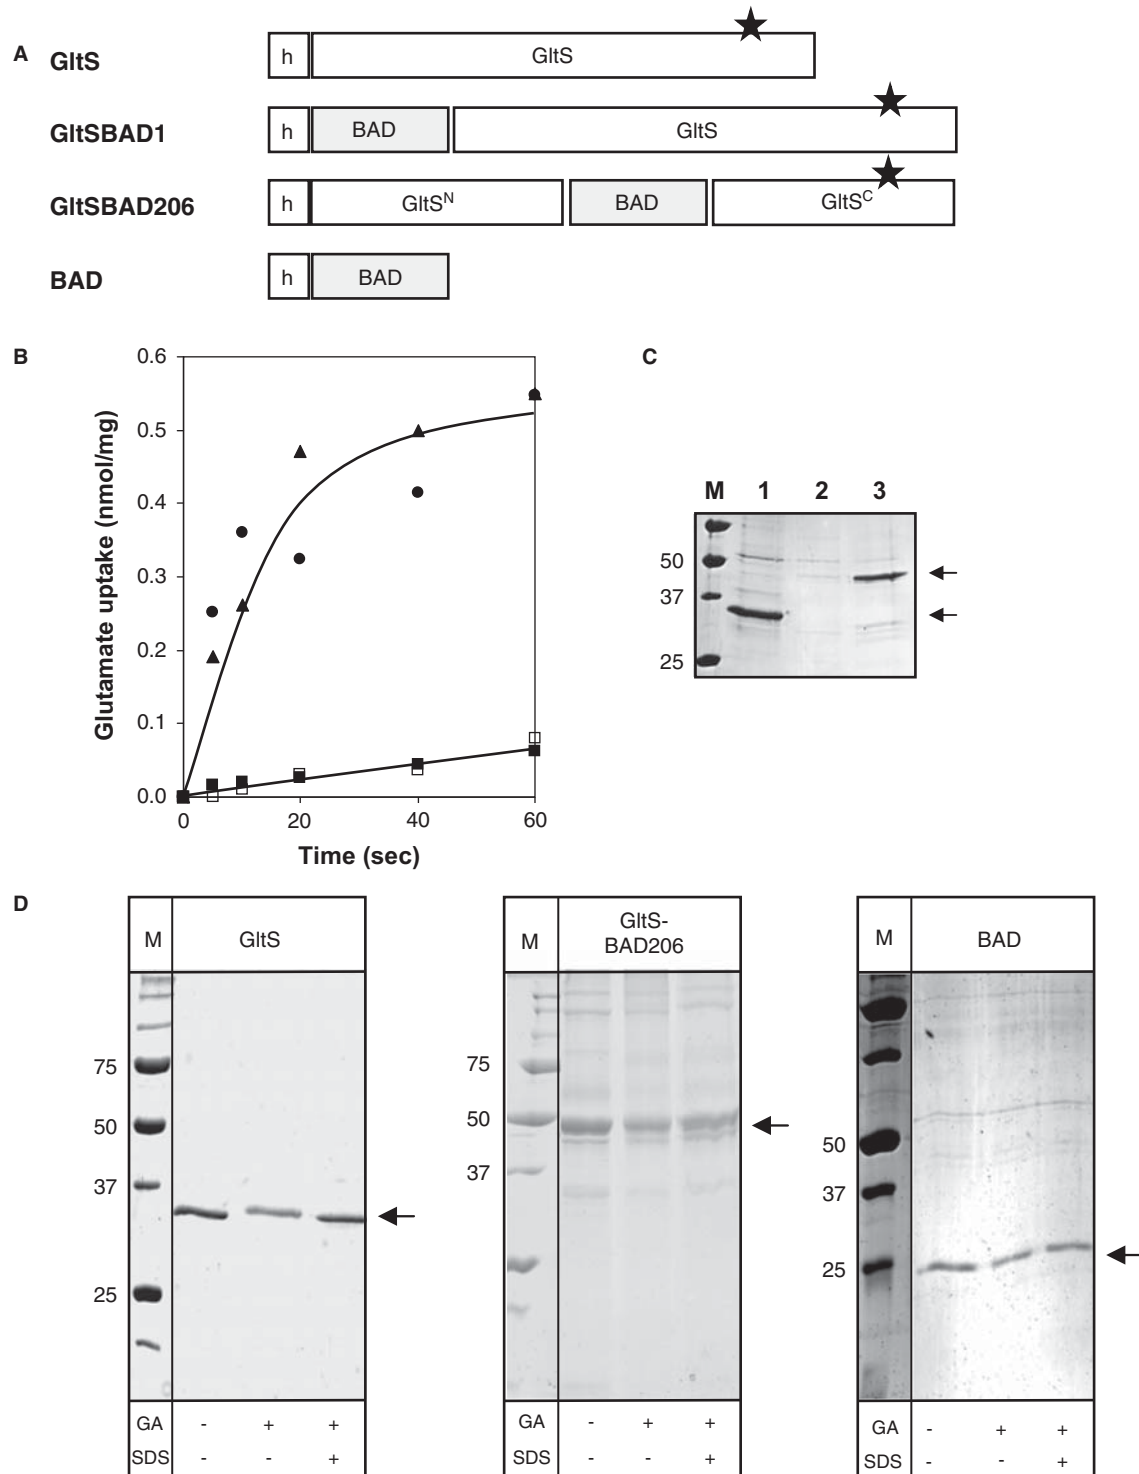 A
GltS
h
GltS
GltSBAD1
h
BAD
GltS
GltSBAD206
h
GltS^N
BAD
GltS^C
BAD
h
BAD
B
Glutamate uptake (nmol/mg)
0.6
0.5
0.4
0.3
0.2
0.1
0.0
0 20 40 60
Time (sec)
C
M 1 2 3
50
37
25
D
M GltS
75
50
37
25
GA - + +
SDS - - +
M GltS-
BAD206
75
50
37
GA - + +
SDS - - +
M BAD
50
37
25
GA - + +
SDS - - +